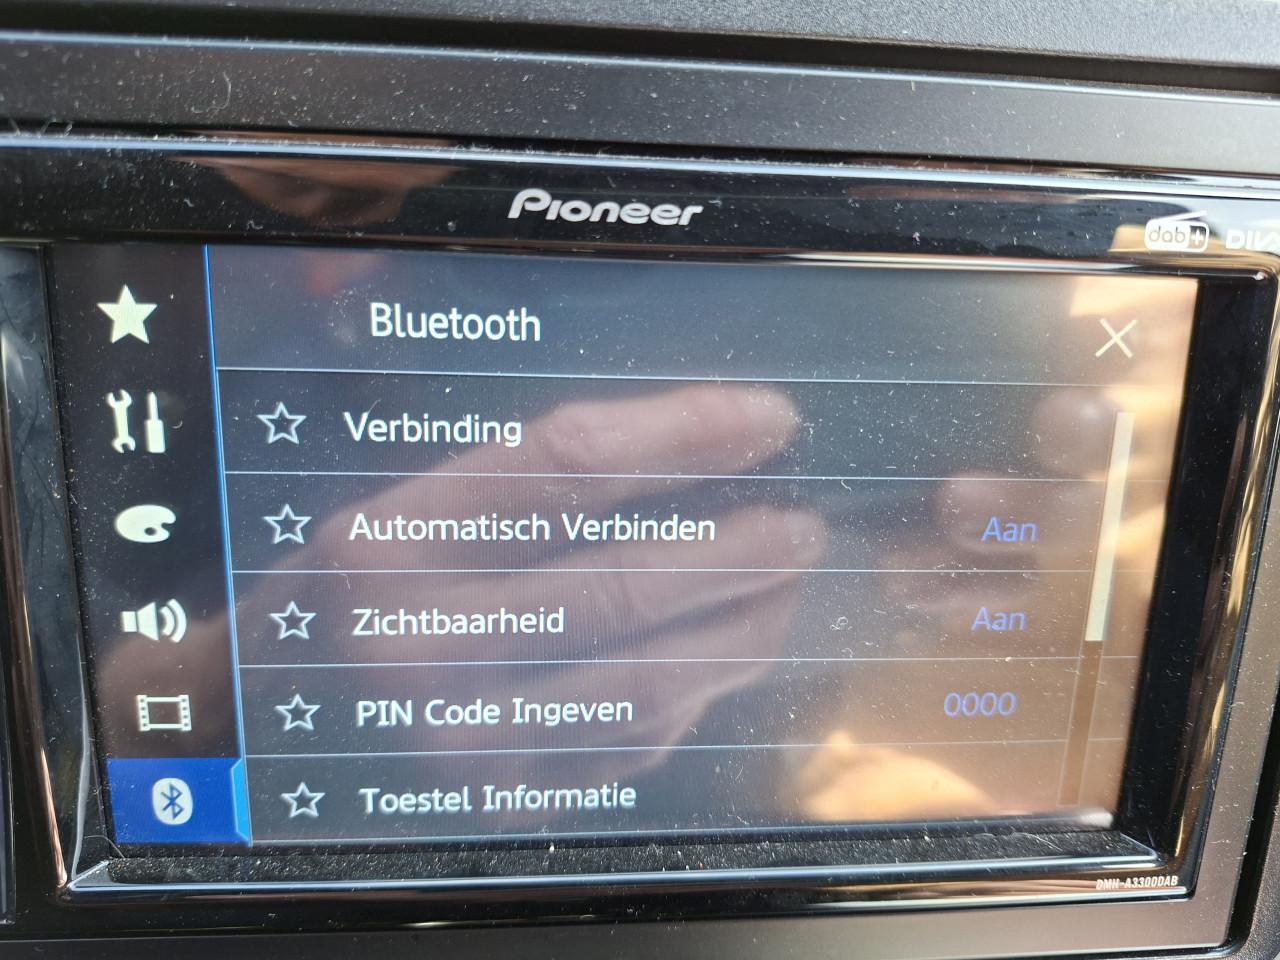 Pioneer
dab+
Bluetooth
Verbinding
Automatisch Verbinden Aan
Zichtbaarheid Aan
PIN Code Ingeven 0000
Toestel Informatie
DMH-A3300DAB